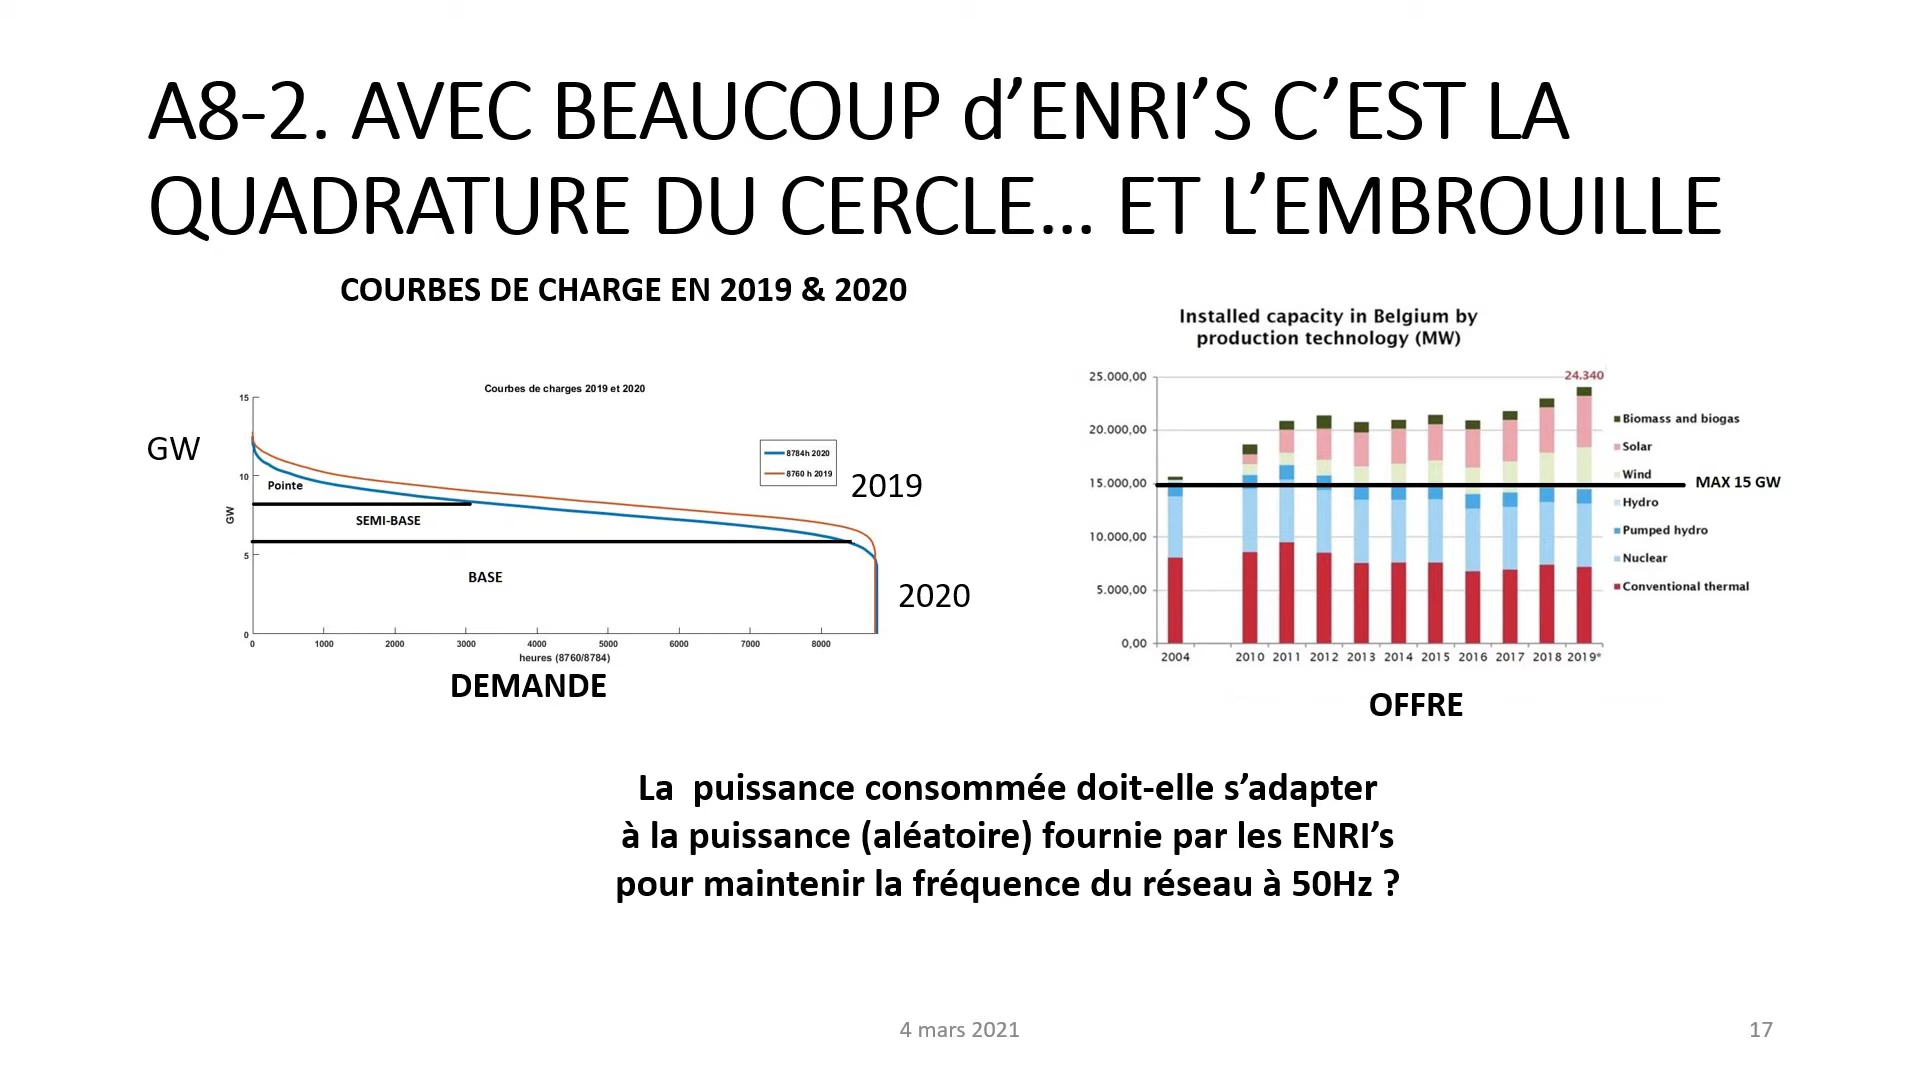 A8-2. AVEC BEAUCOUP d’ENRI’S C’EST LA
QUADRATURE DU CERCLE… ET L’EMBROUILLE
COURBES DE CHARGE EN 2019 & 2020
Courbes de charges 2019 et 2020
GW
GW
15
10
5
0
Pointe
SEMI-BASE
BASE
8784h 2020
8760 h 2019
2019
2020
0 1000 2000 3000 4000 5000 6000 7000 8000
heures (8760/8784)
DEMANDE
Installed capacity in Belgium by
production technology (MW)
25.000,00
20.000,00
15.000,00
10.000,00
5.000,00
0,00
24.340
2004 2010 2011 2012 2013 2014 2015 2016 2017 2018 2019*
Biomass and biogas
Solar
Wind
MAX 15 GW
Hydro
Pumped hydro
Nuclear
Conventional thermal
OFFRE
La puissance consommée doit-elle s’adapter
à la puissance (aléatoire) fournie par les ENRI’s
pour maintenir la fréquence du réseau à 50Hz ?
4 mars 2021
17